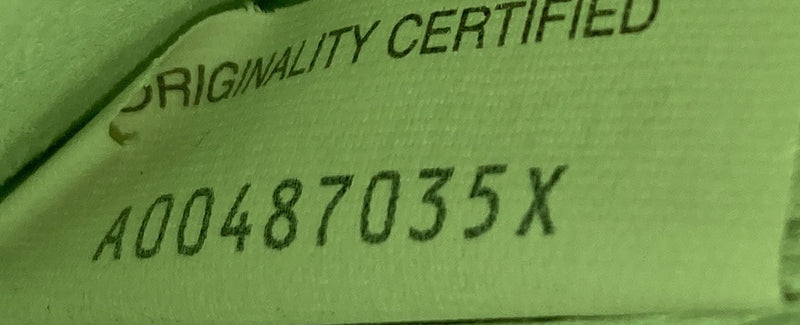 ORIGINALITY CERTIFIED
A00487035X